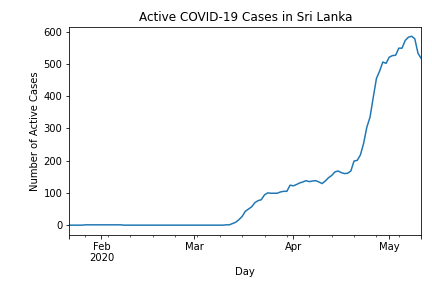 Active COVID-19 Cases in Sri Lanka
Number of Active Cases
600
500
400
300
200
100
0
Feb
2020
Mar
Apr
May
Day